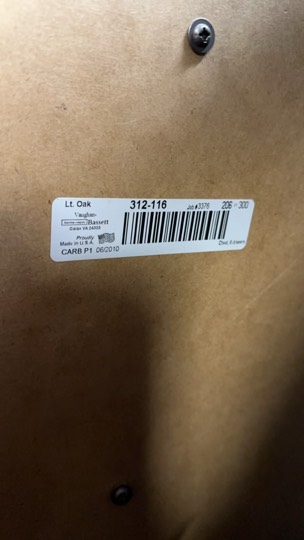 Lt. Oak 312-116 Job #3376 206 - 300
Vaughan-
Bassett
Galax VA 24333
Proudly
Made in U.S.A.
CARB P1 06/2010